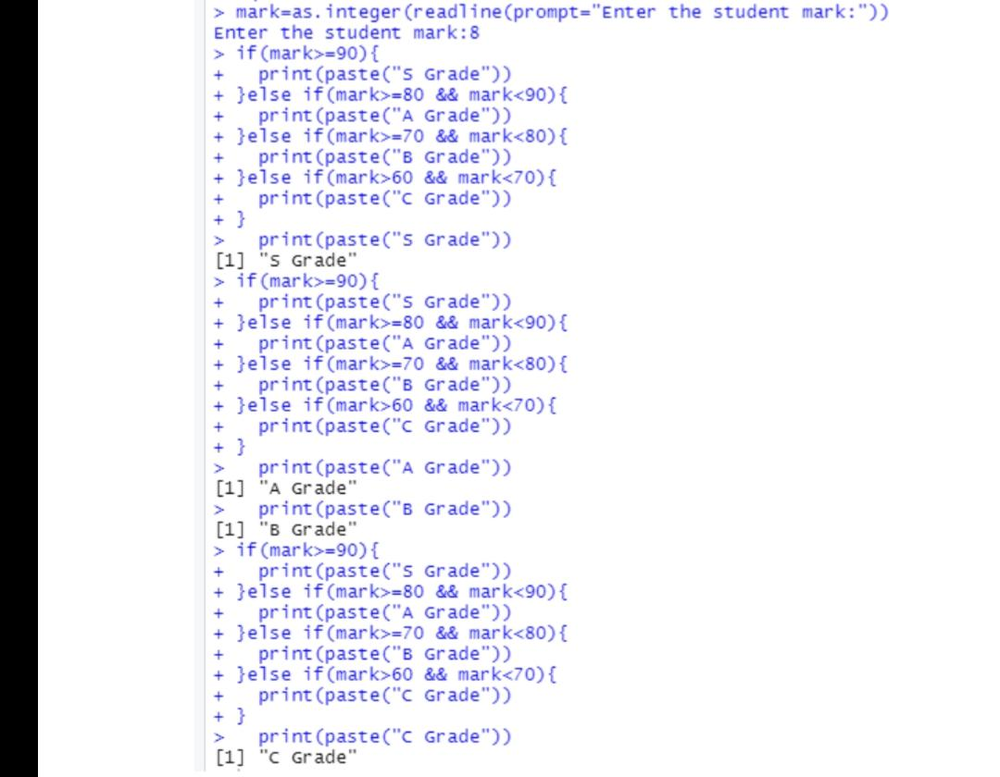 > mark=as.integer(readline(prompt="Enter the student mark:"))
Enter the student mark:8
> if(mark>=90){
+   print(paste("S Grade"))
+ }else if(mark>=80 && mark<90){
+   print(paste("A Grade"))
+ }else if(mark>=70 && mark<80){
+   print(paste("B Grade"))
+ }else if(mark>60 && mark<70){
+   print(paste("C Grade"))
+ }
>   print(paste("S Grade"))
[1] "S Grade"
> if(mark>=90){
+   print(paste("S Grade"))
+ }else if(mark>=80 && mark<90){
+   print(paste("A Grade"))
+ }else if(mark>=70 && mark<80){
+   print(paste("B Grade"))
+ }else if(mark>60 && mark<70){
+   print(paste("C Grade"))
+ }
>   print(paste("A Grade"))
[1] "A Grade"
>   print(paste("B Grade"))
[1] "B Grade"
> if(mark>=90){
+   print(paste("S Grade"))
+ }else if(mark>=80 && mark<90){
+   print(paste("A Grade"))
+ }else if(mark>=70 && mark<80){
+   print(paste("B Grade"))
+ }else if(mark>60 && mark<70){
+   print(paste("C Grade"))
+ }
>   print(paste("C Grade"))
[1] "C Grade"